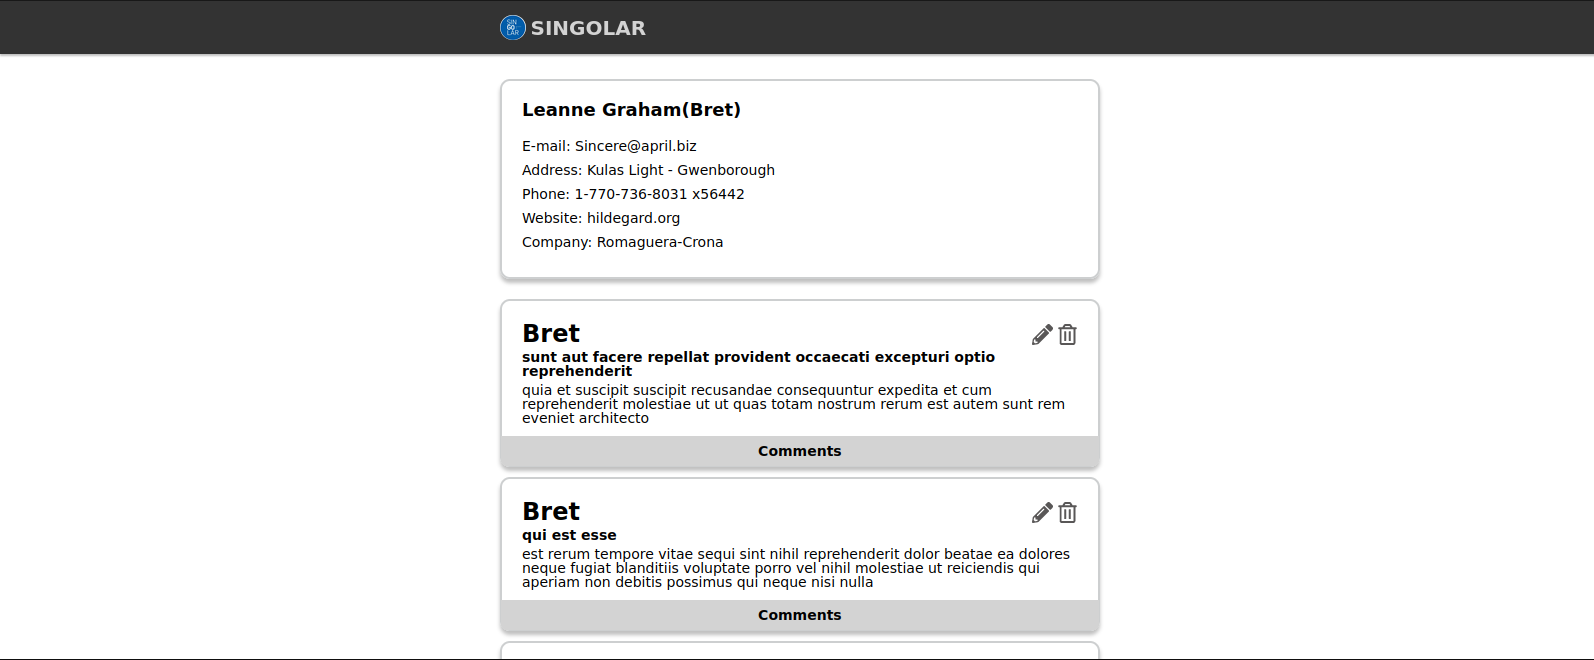 SIN
GO
LAR
SINGOLAR
Leanne Graham(Bret)
E-mail: Sincere@april.biz
Address: Kulas Light - Gwenborough
Phone: 1-770-736-8031 x56442
Website: hildegard.org
Company: Romaguera-Crona
Bret
sunt aut facere repellat provident occaecati excepturi optio
reprehenderit
quia et suscipit suscipit recusandae consequuntur expedita et cum
reprehenderit molestiae ut ut quas totam nostrum rerum est autem sunt rem
eveniet architecto
Comments
Bret
qui est esse
est rerum tempore vitae sequi sint nihil reprehenderit dolor beatae ea dolores
neque fugiat blanditiis voluptate porro vel nihil molestiae ut reiciendis qui
aperiam non debitis possimus qui neque nisi nulla
Comments